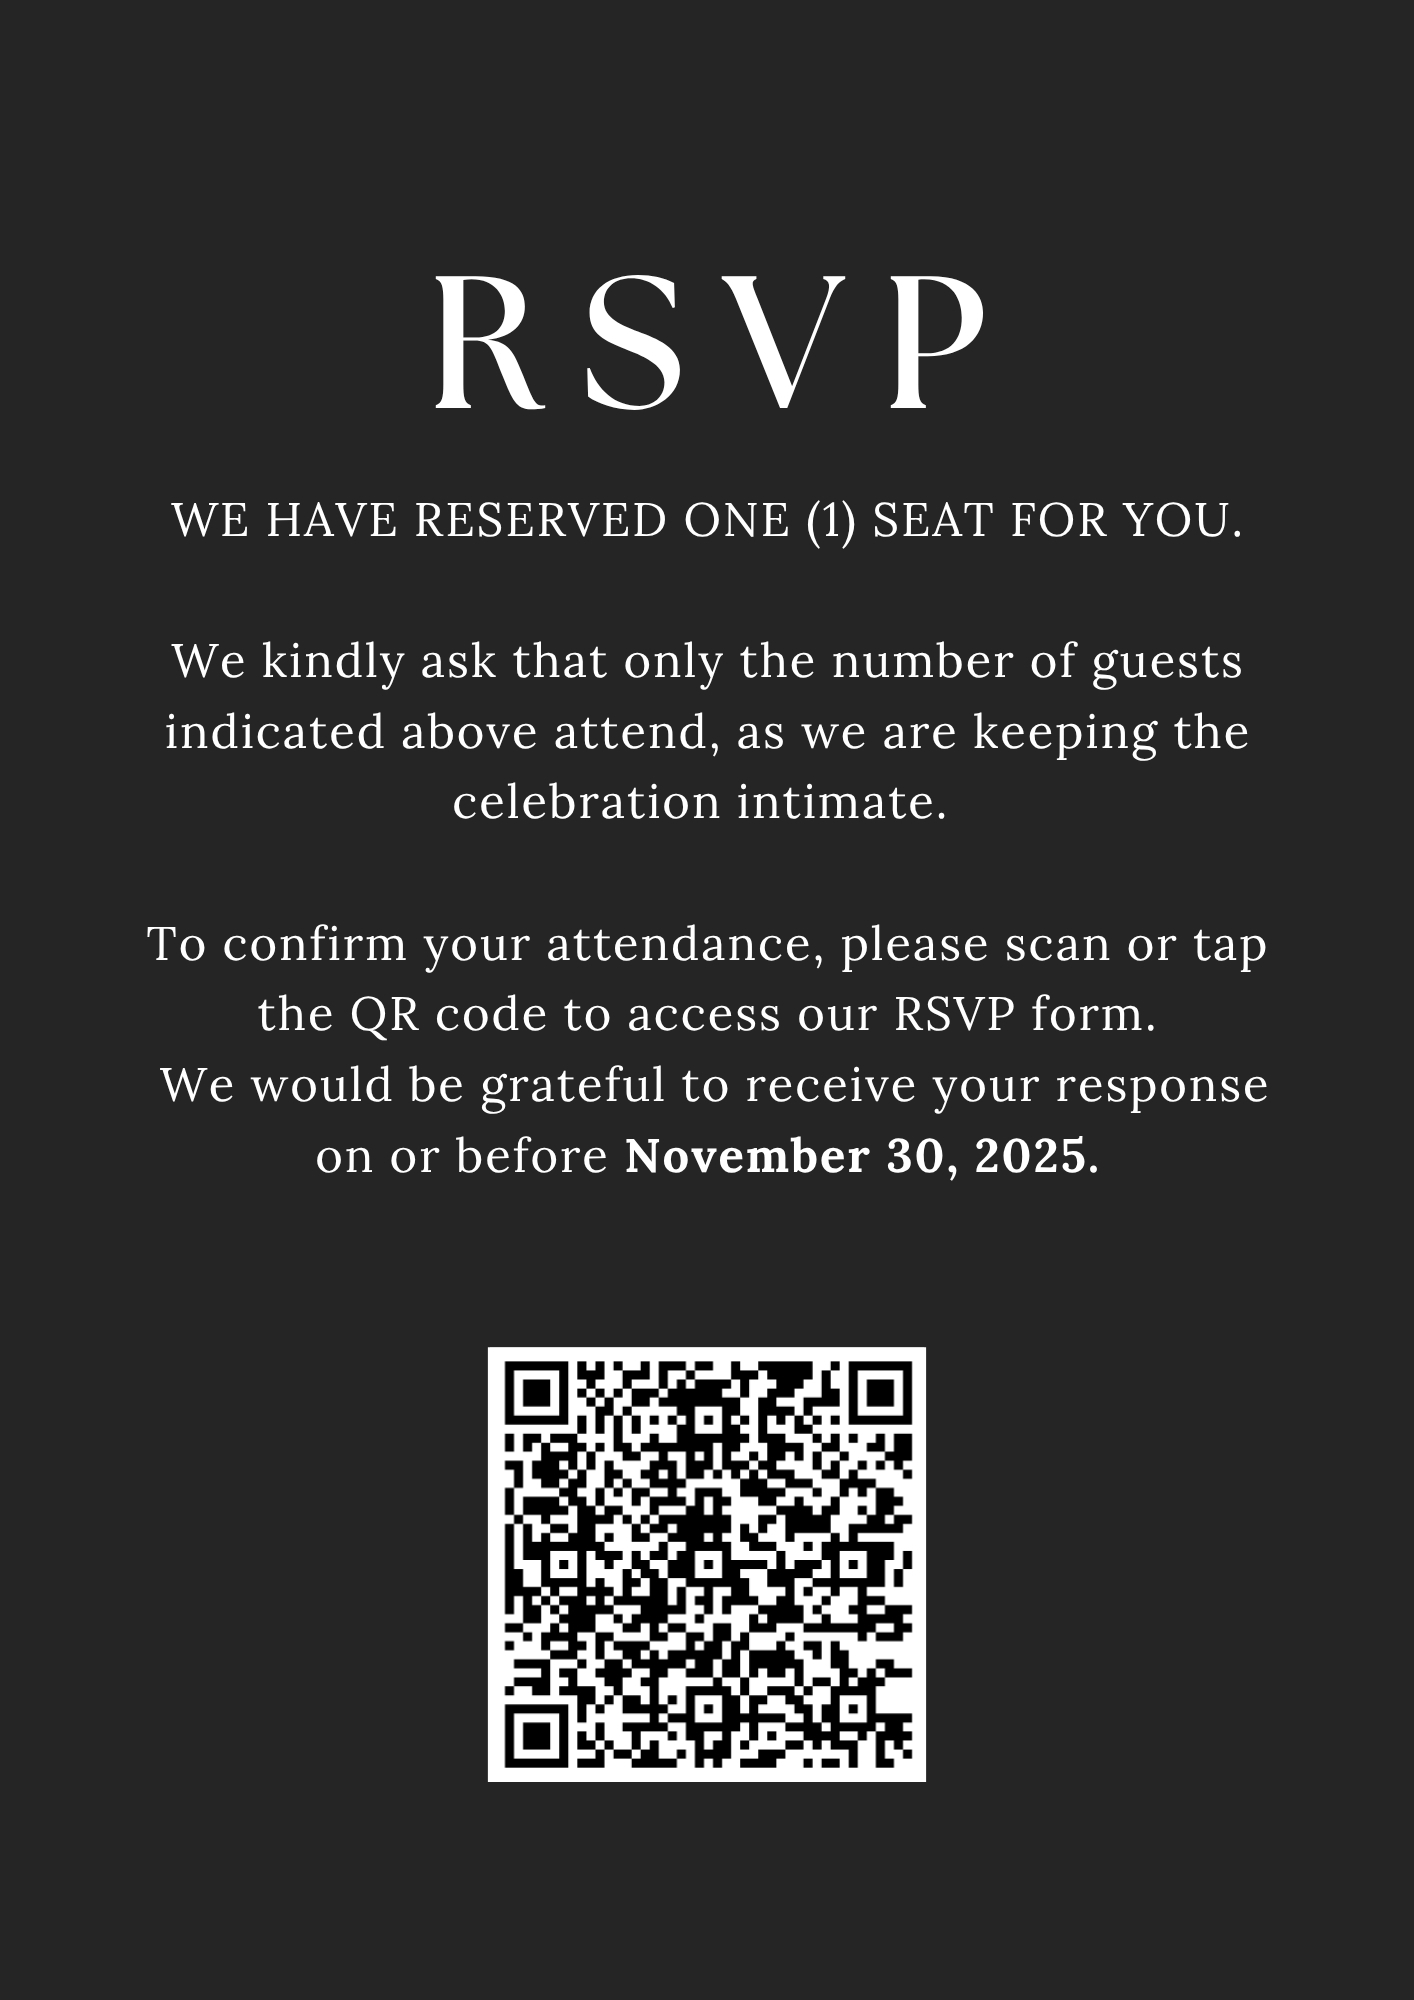 RSVP
WE HAVE RESERVED ONE (1) SEAT FOR YOU.
We kindly ask that only the number of guests
indicated above attend, as we are keeping the
celebration intimate.
To confirm your attendance, please scan or tap
the QR code to access our RSVP form.
We would be grateful to receive your response
on or before November 30, 2025.